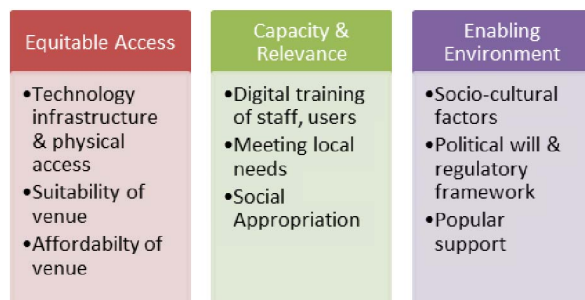 Equitable Access
•Technology
infrastructure
& physical
access
•Suitability of
venue
•Affordabilty of
venue
Capacity &
Relevance
•Digital training
of staff, users
•Meeting local
needs
•Social
Appropriation
Enabling
Environment
•Socio-cultural
factors
•Political will &
regulatory
framework
•Popular
support